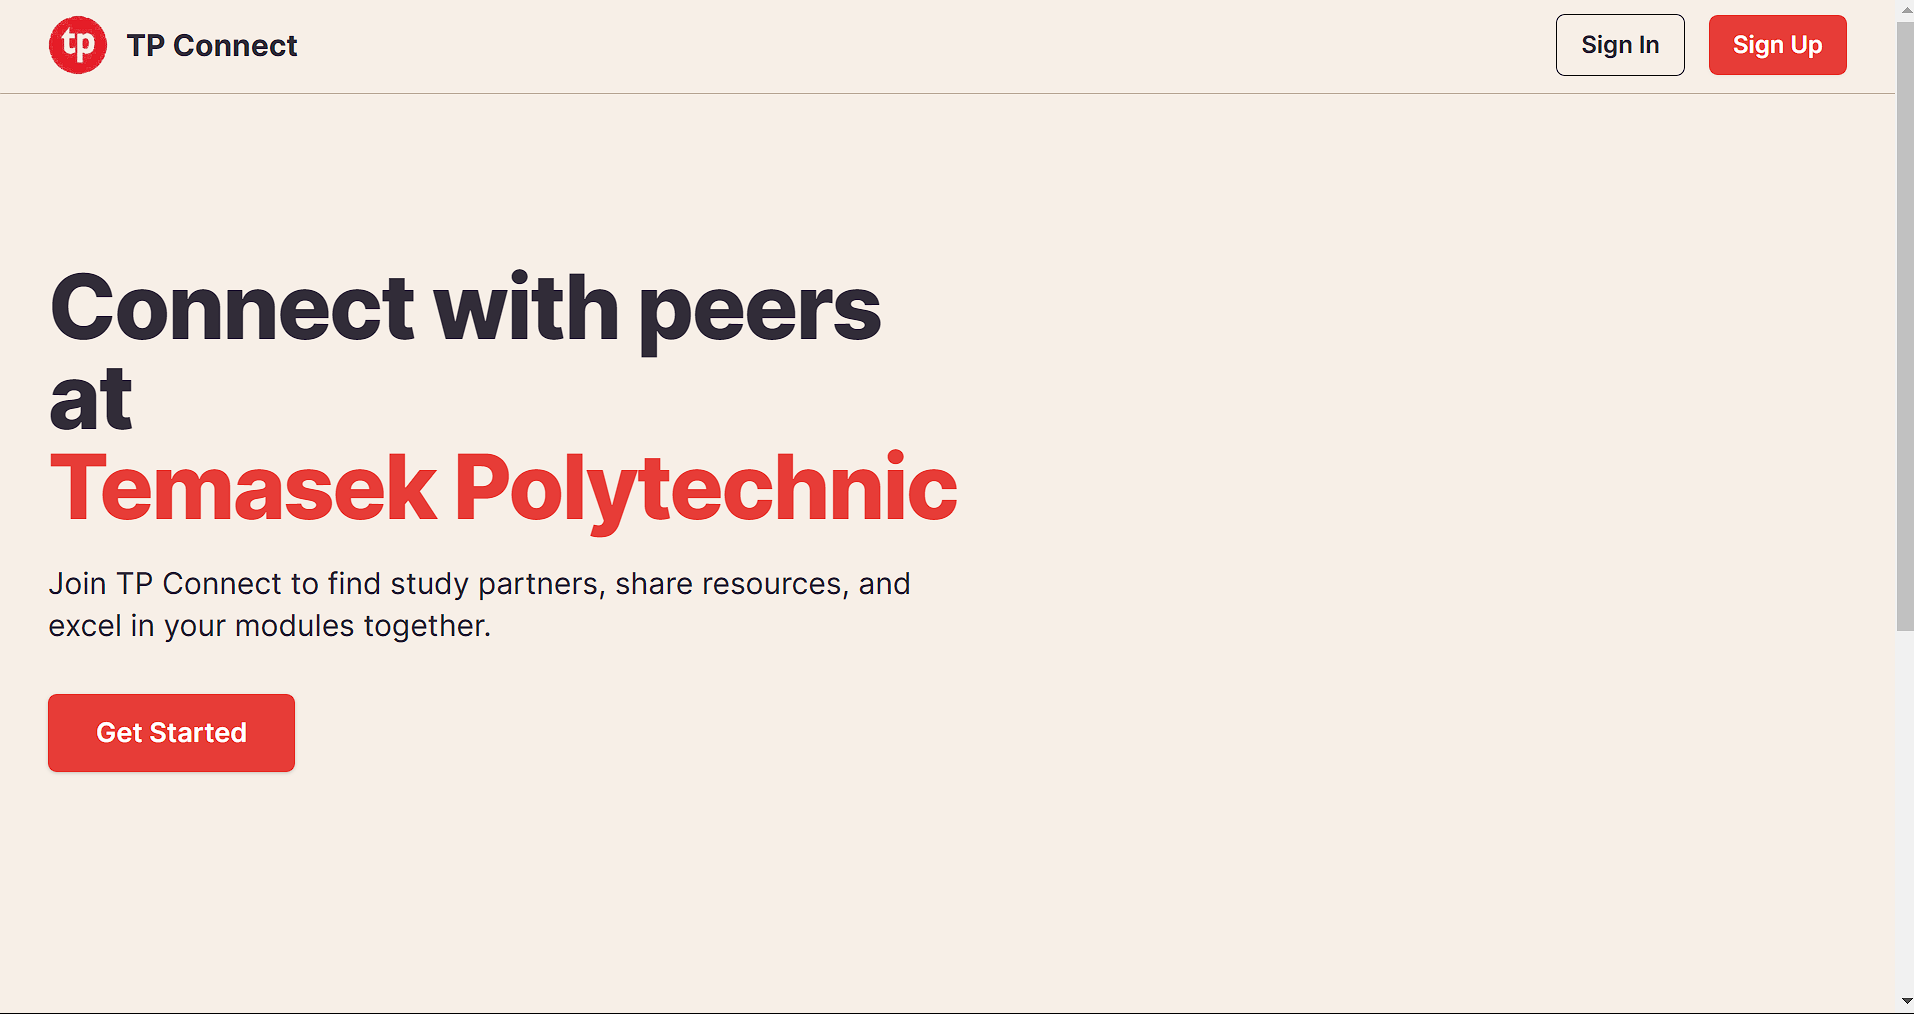 tp TP Connect
Sign In
Sign Up
Connect with peers
at
Temasek Polytechnic
Join TP Connect to find study partners, share resources, and
excel in your modules together.
Get Started